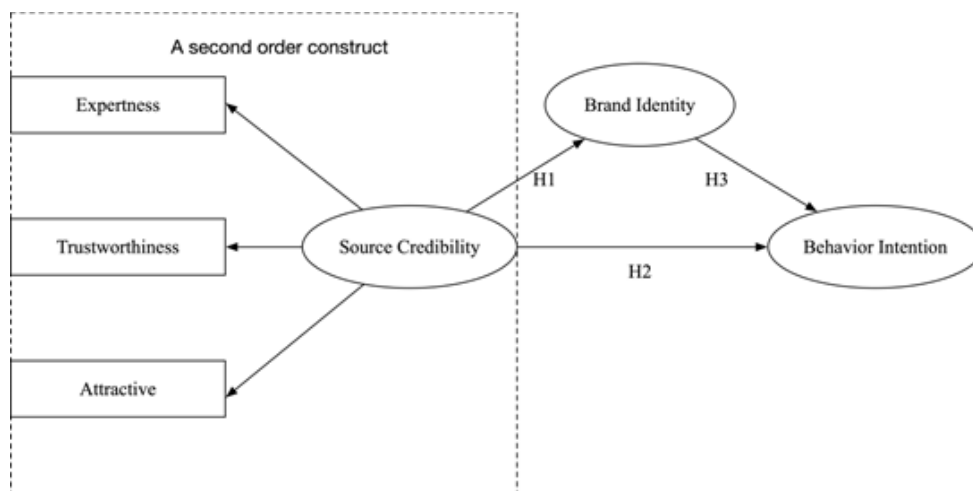 A second order construct
Expertness
Brand Identity
H1
H3
Trustworthiness
Source Credibility
Behavior Intention
H2
Attractive